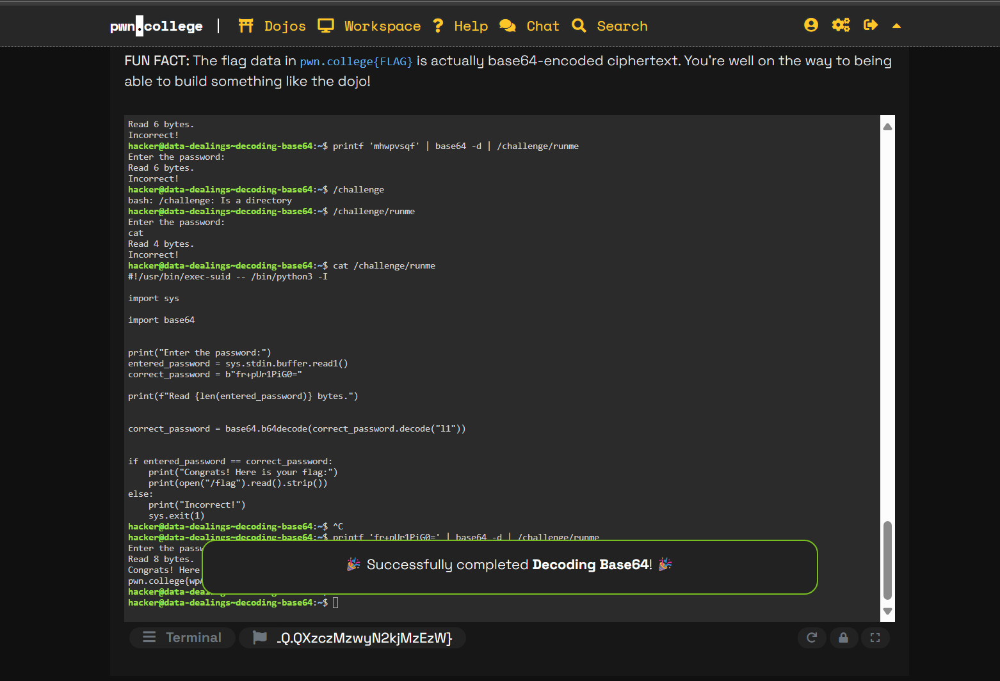 pwn.college | Dojos Workspace Help Chat Search
FUN FACT: The flag data in pwn.college{FLAG} is actually base64-encoded ciphertext. You're well on the way to being
able to build something like the dojo!
Read 6 bytes.
Incorrect!
hacker@data-dealings~decoding-base64:~$ printf 'mhwpvsqf' | base64 -d | /challenge/runme
Enter the password:
Read 6 bytes.
Incorrect!
hacker@data-dealings~decoding-base64:~$ /challenge
bash: /challenge: Is a directory
hacker@data-dealings~decoding-base64:~$ /challenge/runme
Enter the password:
cat
Read 4 bytes.
Incorrect!
hacker@data-dealings~decoding-base64:~$ cat /challenge/runme
#!/usr/bin/exec-suid -- /bin/python3 -I
import sys
import base64
print("Enter the password:")
entered_password = sys.stdin.buffer.read1()
correct_password = b"fr+pUr1PiG0="
print(f"Read {len(entered_password)} bytes.")
correct_password = base64.b64decode(correct_password.decode("l1"))
if entered_password == correct_password:
    print("Congrats! Here is your flag:")
    print(open("/flag").read().strip())
else:
    print("Incorrect!")
    sys.exit(1)
hacker@data-dealings~decoding-base64:~$ ^C
hacker@data-dealings~decoding-base64:~$ printf 'fr+pUr1PiG0=' | base64 -d | /challenge/runme
Enter the passw
Read 8 bytes.
Congrats! Here
pwn.college{wp
hacker@data-dea
hacker@data-dealings~decoding-base64:~$
🎉 Successfully completed Decoding Base64! 🎉
Terminal
_Q.QXzczMzwyN2kjMzEzW}